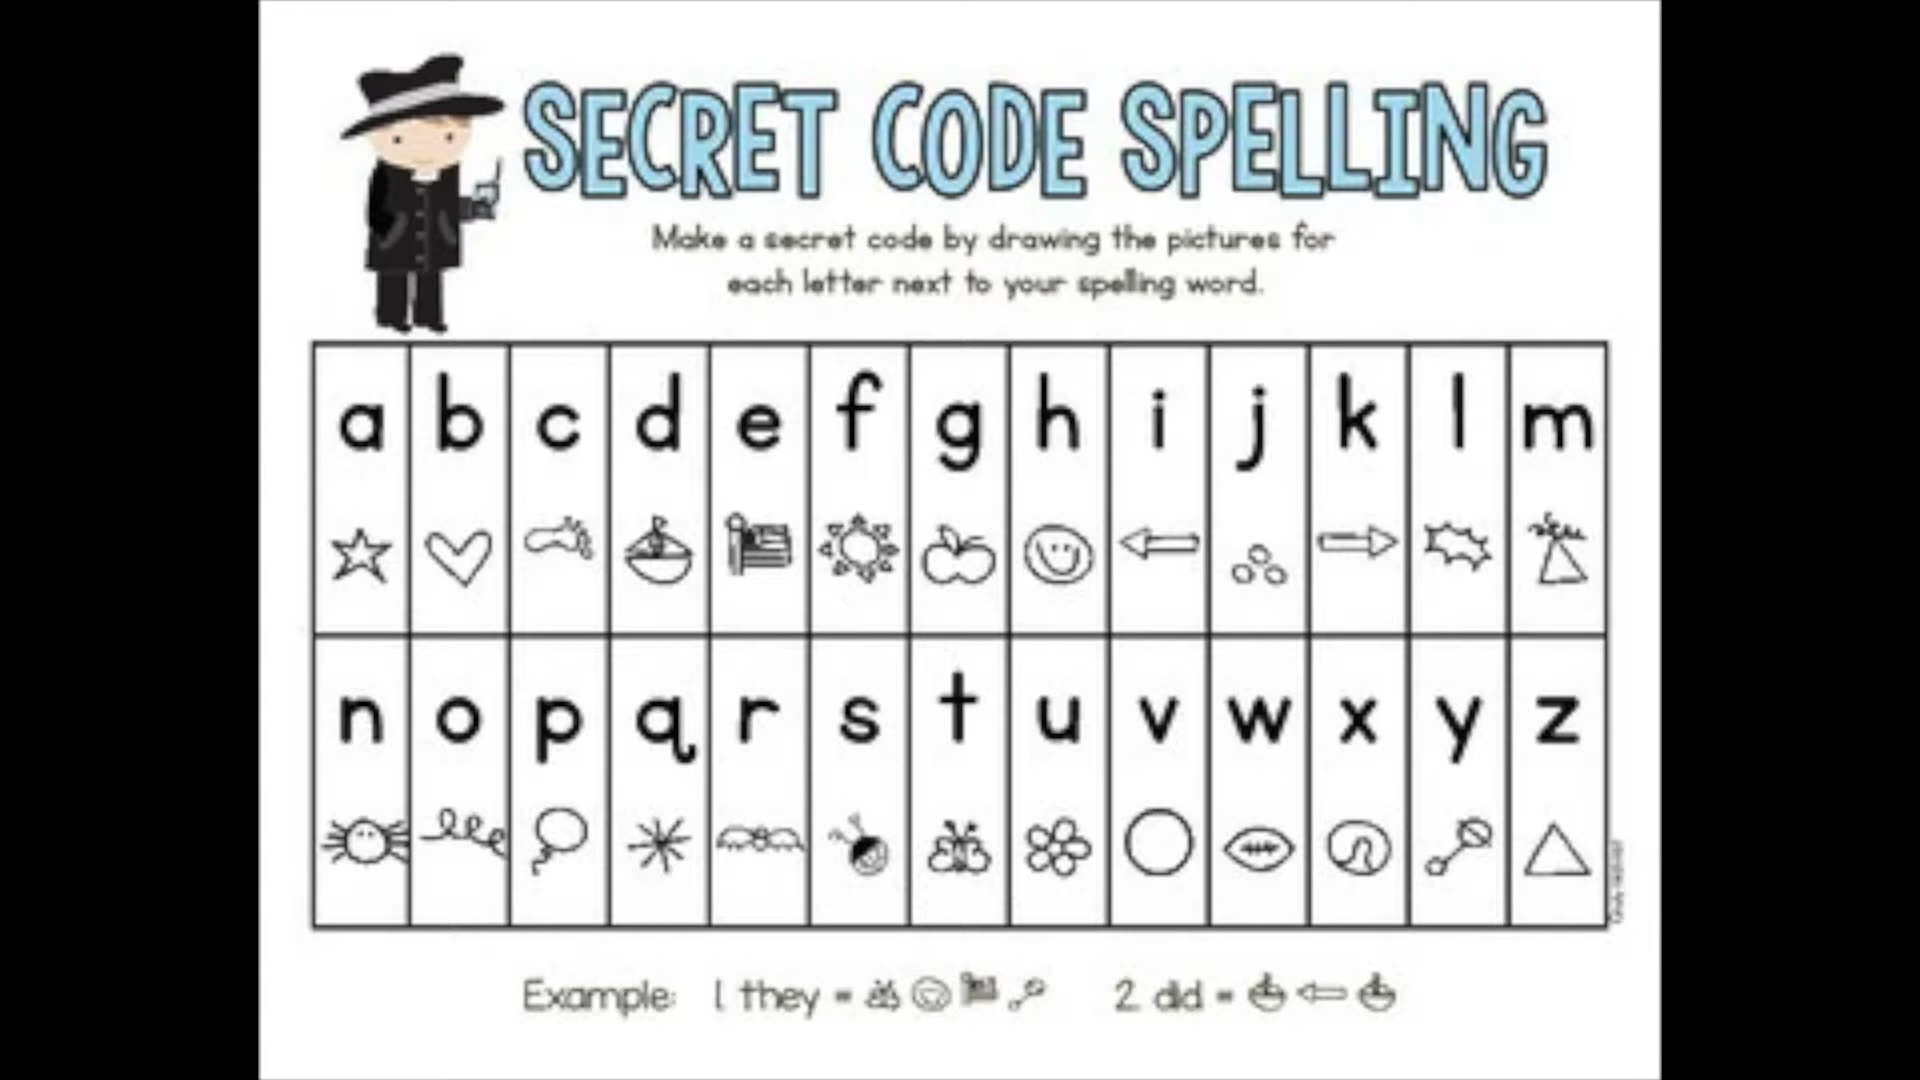 SECRET CODE SPELLING
Make a secret code by drawing the pictures for
each letter next to your spelling word.
a b c d e f g h i j k l m
n o p q r s t u v w x y z
Example: 1. they = 2. did =